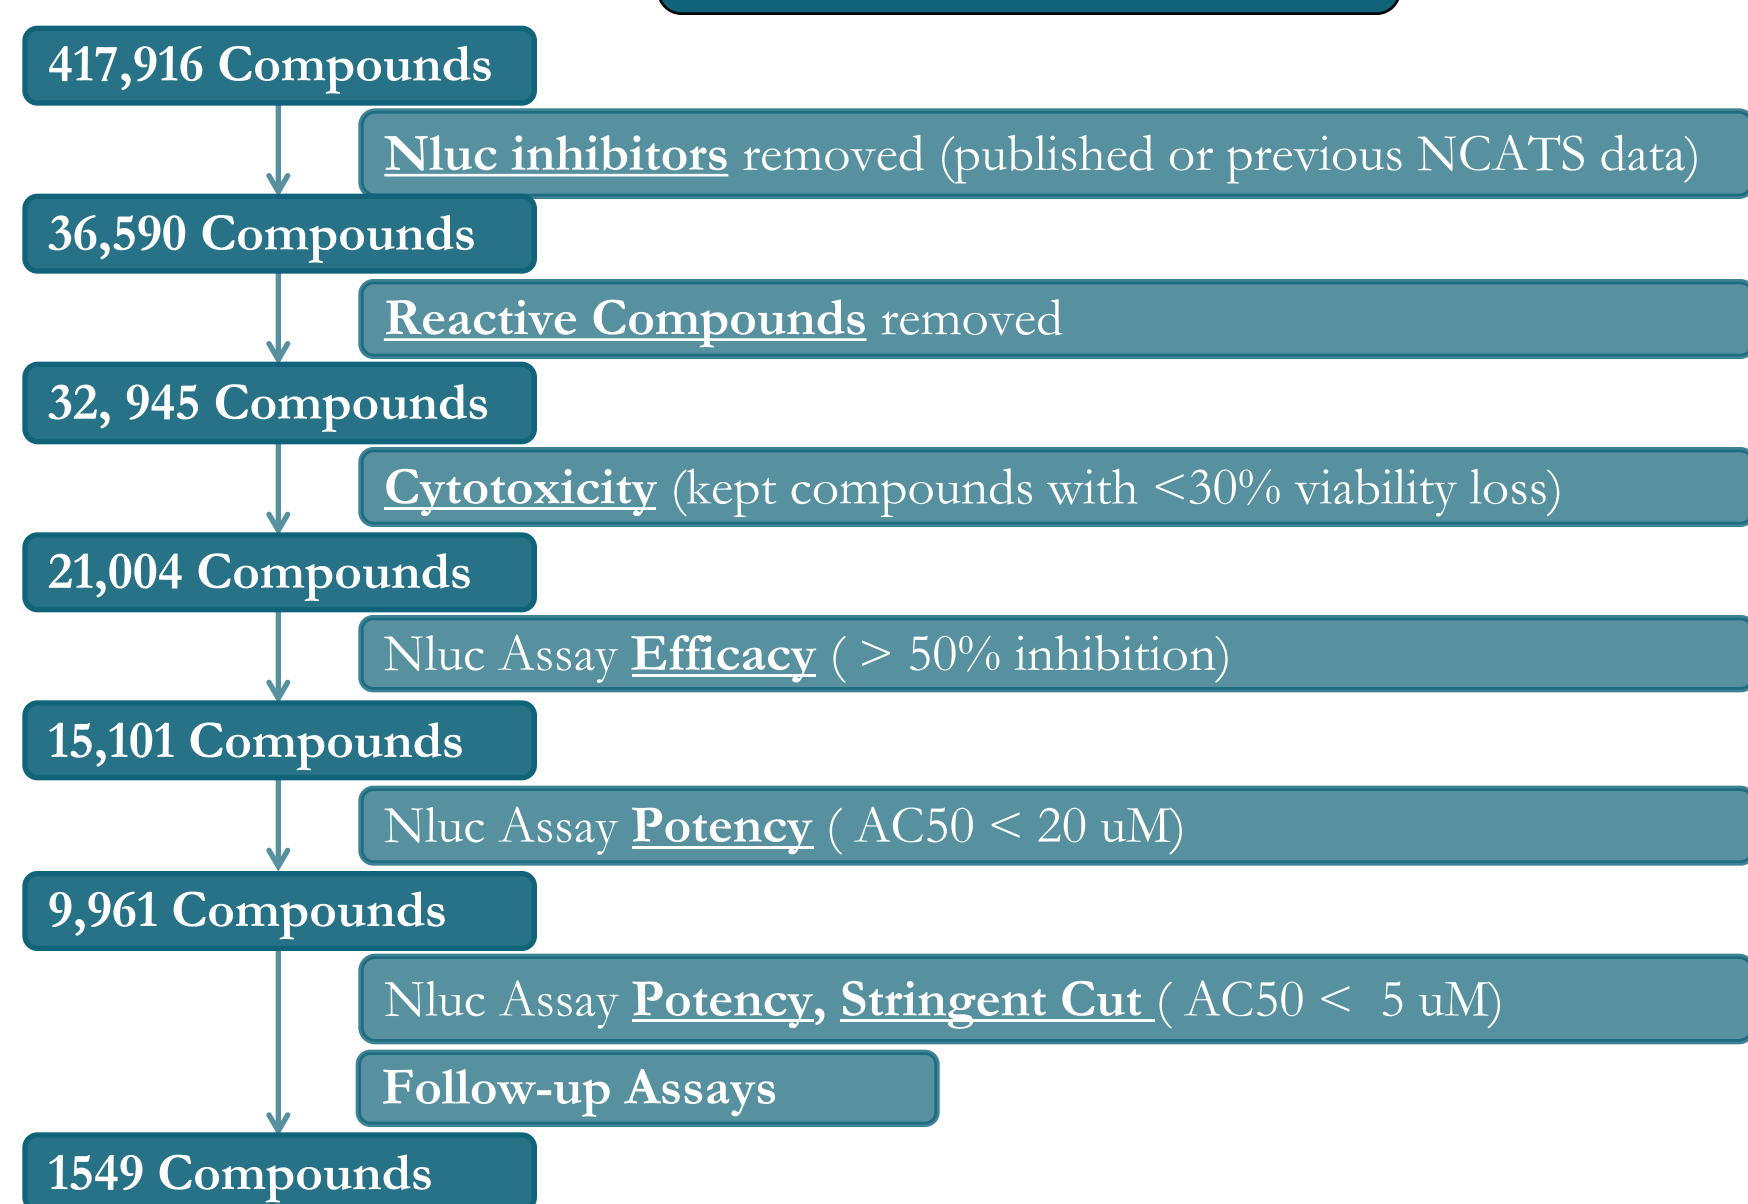 417,916 Compounds
Nluc inhibitors removed (published or previous NCATS data)
36,590 Compounds
Reactive Compounds removed
32, 945 Compounds
Cytotoxicity (kept compounds with <30% viability loss)
21,004 Compounds
Nluc Assay Efficacy ( > 50% inhibition)
15,101 Compounds
Nluc Assay Potency ( AC50 < 20 uM)
9,961 Compounds
Nluc Assay Potency, Stringent Cut ( AC50 <  5 uM)
Follow-up Assays
1549 Compounds